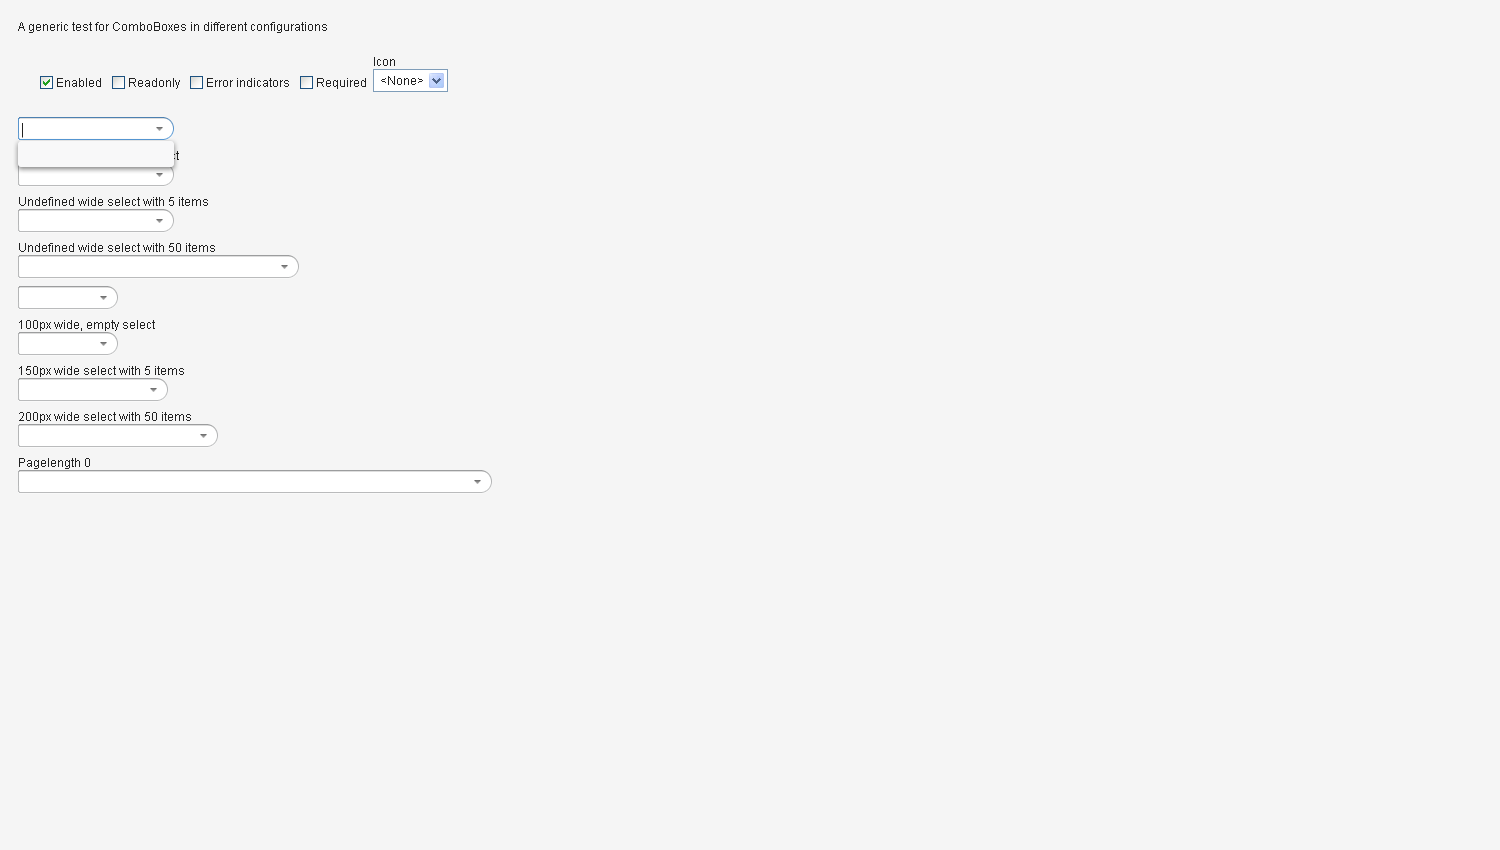 A generic test for ComboBoxes in different configurations
Icon
Enabled Readonly Error indicators Required <None>
Undefined wide select with 5 items
Undefined wide select with 50 items
100px wide, empty select
150px wide select with 5 items
200px wide select with 50 items
Pagelength 0